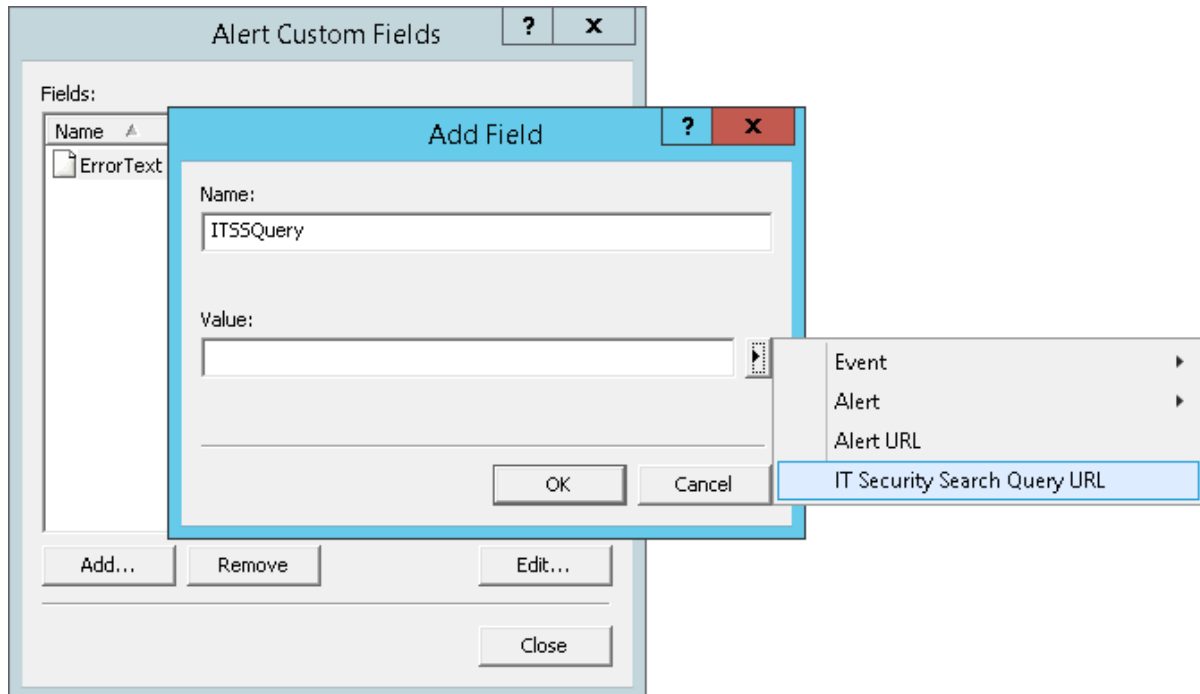 Alert Custom Fields
? x
Fields:
Name
ErrorText
Add Field
? x
Name:
ITSSQuery
Value:
Event
Alert
Alert URL
IT Security Search Query URL
OK Cancel
Add... Remove Edit...
Close